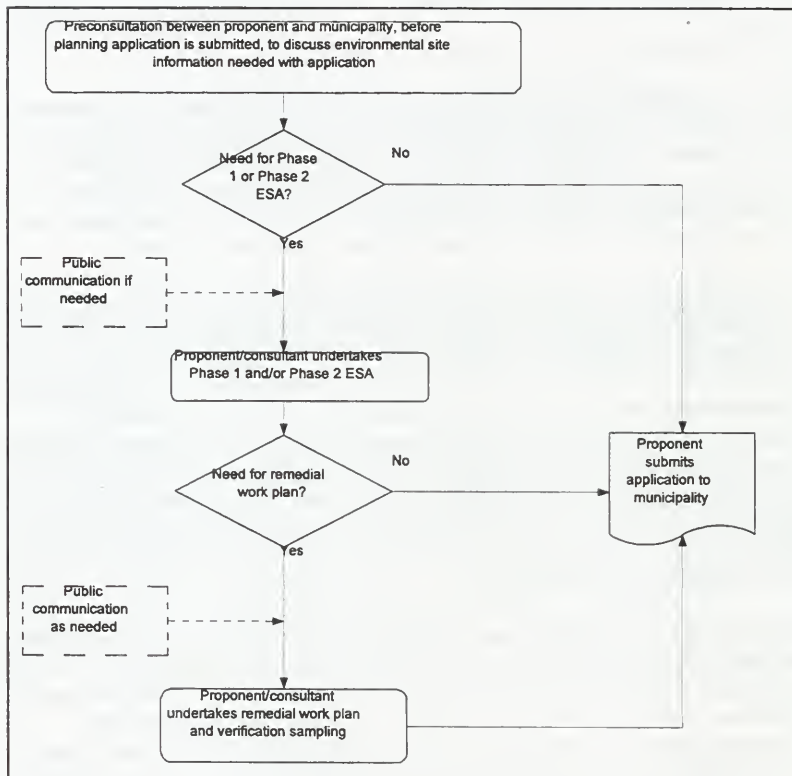 Preconsultation between proponent and municipality, before
planning application is submitted, to discuss environmental site
information needed with application
Need for Phase
1 or Phase 2
ESA?
No
Yes
Public
communication if
needed
Proponent/consultant undertakes
Phase 1 and/or Phase 2 ESA
Need for remedial
work plan?
No
Proponent
submits
application to
municipality
Yes
Public
communication
as needed
Proponent/consultant
undertakes remedial work plan
and verification sampling